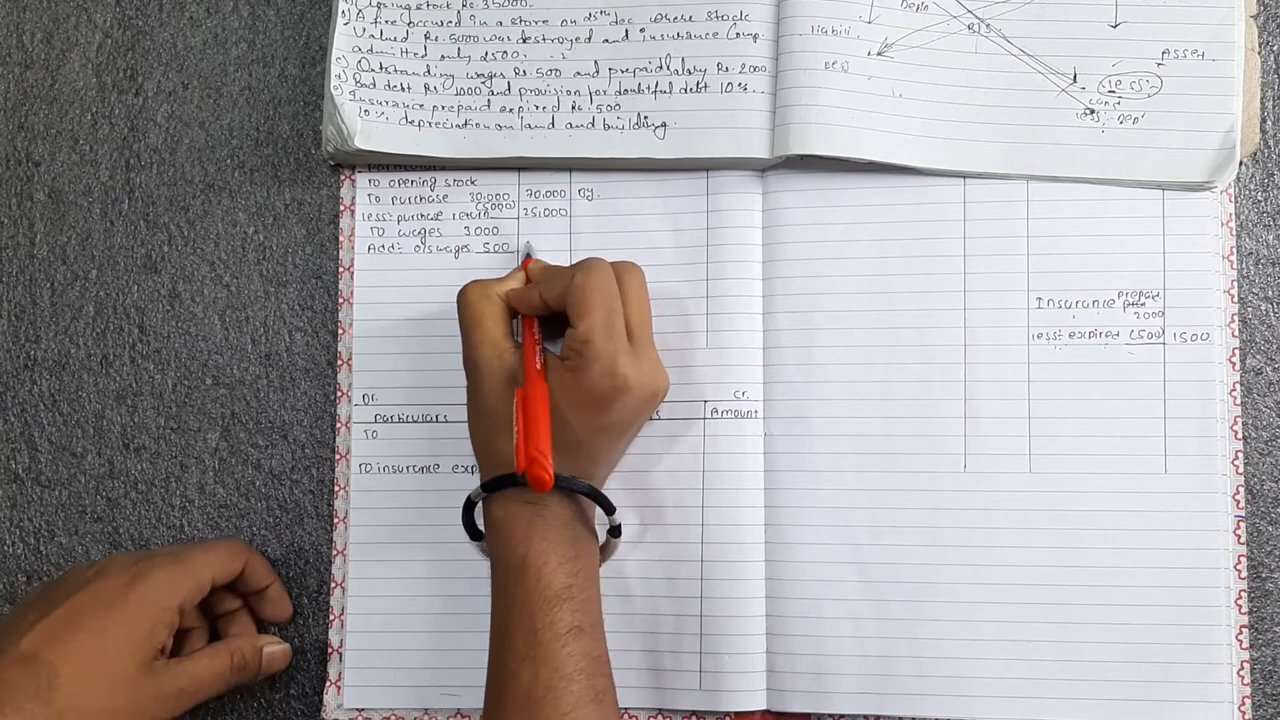 a) Closing stock Rs. 35000.
b) A fire occured in a store on 25th dec where stock
Valued Rs. 5000 was destroyed and insurance Comp.
admitted only 2500.
c) Outstanding wages Rs. 500 and prepaid Salary Rs. 2000
d) Bad debt Rs 1000 and provision for doubtful debt 10%.
e) Insurance prepaid expired Rs. 500
10% depreciation on land and building
Depn
B/S
liabili
Asset
less:-
Land
less:- Dep
Particulars
To opening stock
To purchase 30,000 70,000 By
less:- purchase return (5000) 25,000
To wages 3000
Add:- o/s wages 500
Dr. Cr.
Particulars Amount
To
To insurance exp
Insurance prepaid
2000
less:- expired (500) 1500